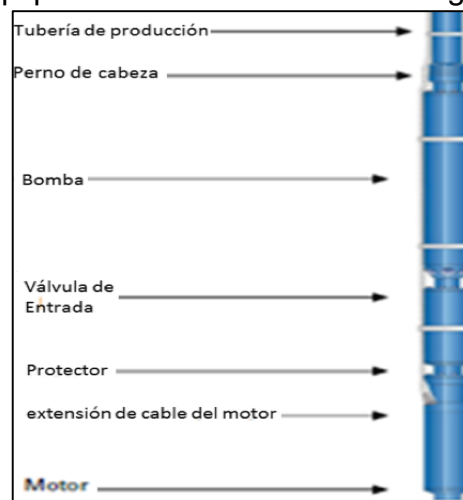 Tubería de producción
Perno de cabeza
Bomba
Válvula de
Entrada
Protector
extensión de cable del motor
Motor